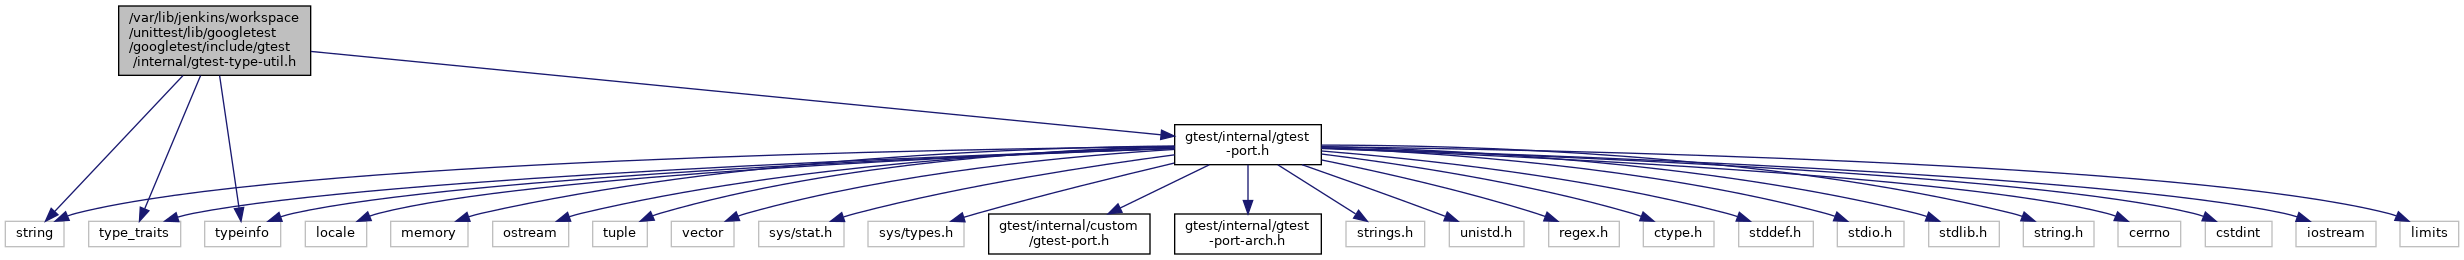 /var/lib/jenkins/workspace
/unittest/lib/googletest
/googletest/include/gtest
/internal/gtest-type-util.h
gtest/internal/gtest
-port.h
string
type_traits
typeinfo
locale
memory
ostream
tuple
vector
sys/stat.h
sys/types.h
gtest/internal/custom
/gtest-port.h
gtest/internal/gtest
-port-arch.h
strings.h
unistd.h
regex.h
ctype.h
stddef.h
stdio.h
stdlib.h
string.h
cerrno
cstdint
iostream
limits